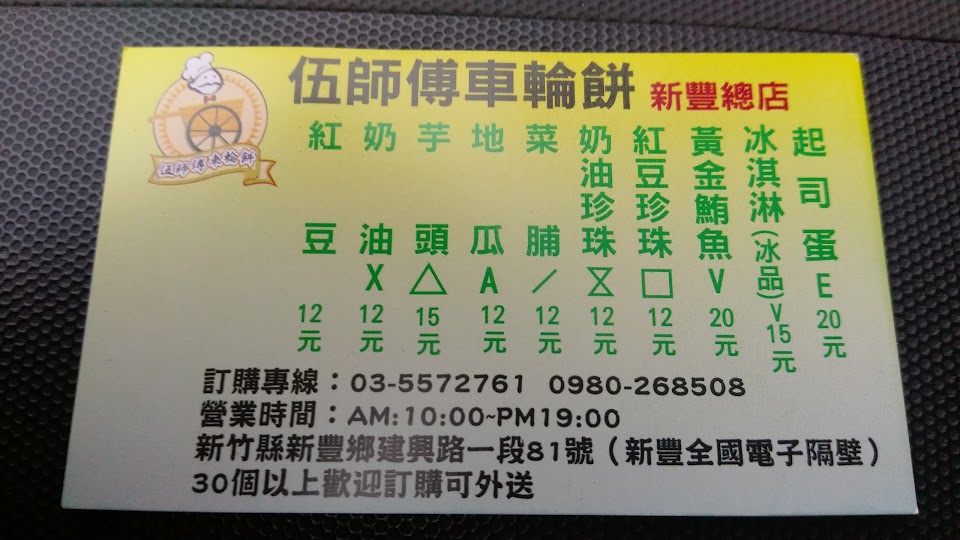 伍師傅車輪餅 新豐總店
伍師傅車輪餅
紅豆 12元
奶油 X 12元
芋頭 △ 15元
地瓜 A 12元
菜脯 / 12元
奶油珍珠 ⧖ 12元
紅豆珍珠 □ 12元
黃金鮪魚 V 20元
冰淇淋(冰品) V 15元
起司蛋 E 20元
訂購專線：03-5572761 0980-268508
營業時間：AM:10:00~PM19:00
新竹縣新豐鄉建興路一段81號（新豐全國電子隔壁）
30個以上歡迎訂購可外送